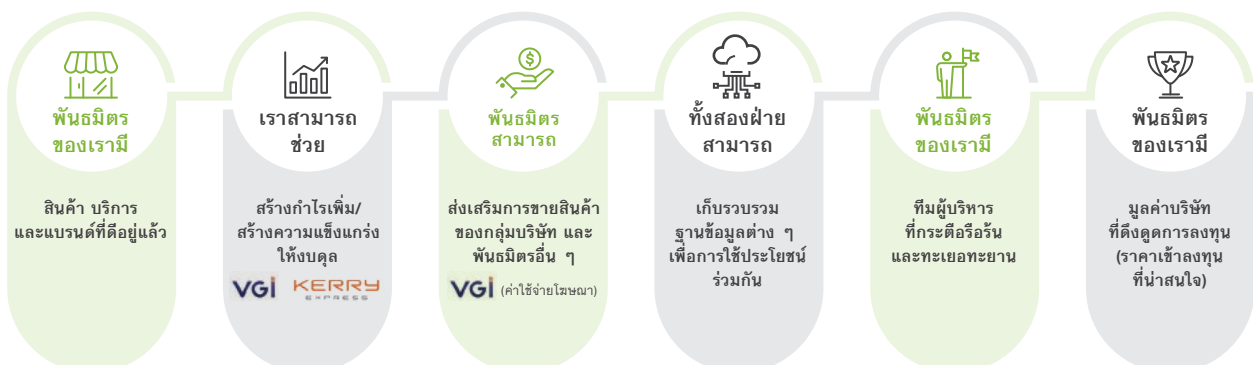 พันธมิตร
ของเรามี
สินค้า บริการ
และแบรนด์ที่ดีอยู่แล้ว
เราสามารถ
ช่วย
สร้างกำไรเพิ่ม/
สร้างความแข็งแกร่ง
ให้งบดุล
VGI KERRY
EXPRESS
พันธมิตร
สามารถ
ส่งเสริมการขายสินค้า
ของกลุ่มบริษัท และ
พันธมิตรอื่น ๆ
VGI (ค่าใช้จ่ายโฆษณา)
ทั้งสองฝ่าย
สามารถ
เก็บรวบรวม
ฐานข้อมูลต่าง ๆ
เพื่อการใช้ประโยชน์
ร่วมกัน
พันธมิตร
ของเรามี
ทีมผู้บริหาร
ที่กระตือรือร้น
และทะเยอทะยาน
พันธมิตร
ของเรามี
มูลค่าบริษัท
ที่ดึงดูดการลงทุน
(ราคาเข้าลงทุน
ที่น่าสนใจ)